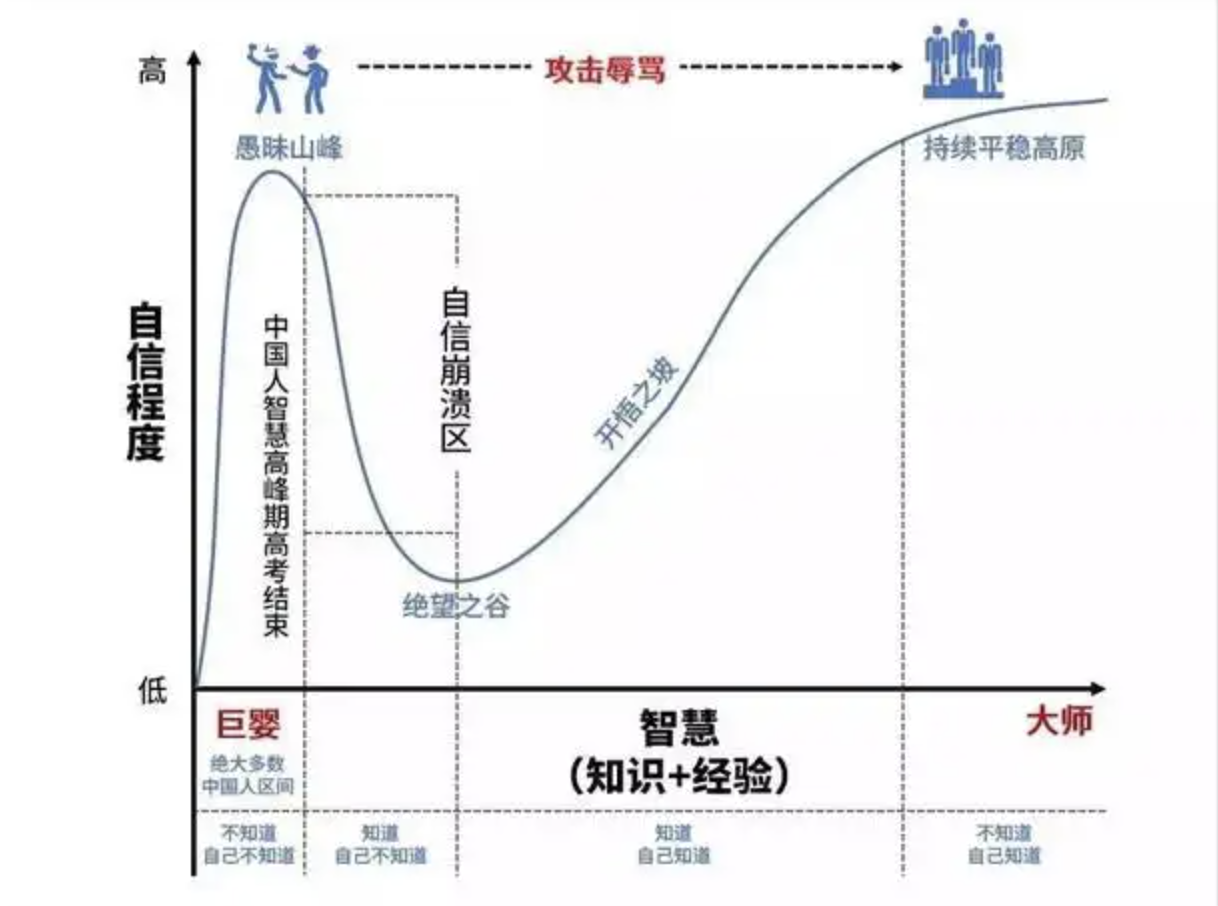 高
攻击辱骂
愚昧山峰
持续平稳高原
自信程度
中国人智慧高峰期高考结束
自信崩溃区
开悟之坡
绝望之谷
低
巨婴
绝大多数
中国人区间
智慧
（知识+经验）
大师
不知道
自己不知道
知道
自己不知道
知道
自己知道
不知道
自己知道